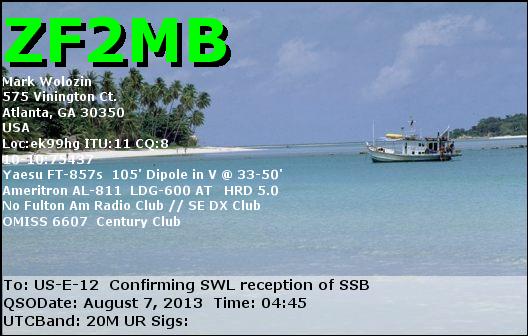 ZF2MB
Mark Wolozin
575 Vinington Ct.
Atlanta, GA 30350
USA
Loc:ek99hg ITU:11 CQ:8
10-10:75437
Yaesu FT-857s 105' Dipole in V @ 33-50'
Ameritron AL-811 LDG-600 AT HRD 5.0
No Fulton Am Radio Club // SE DX Club
OMISS 6607 Century Club
To: US-E-12 Confirming SWL reception of SSB
QSODate: August 7, 2013 Time: 04:45
UTCBand: 20M UR Sigs: